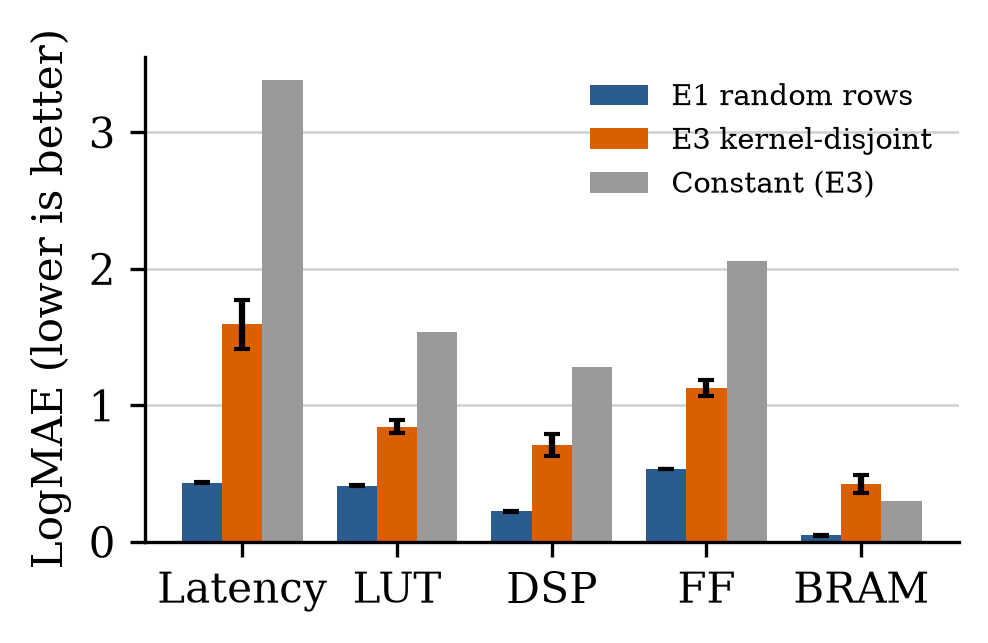 LogMAE (lower is better)
3
2
1
0
E1 random rows
E3 kernel-disjoint
Constant (E3)
Latency LUT DSP FF BRAM